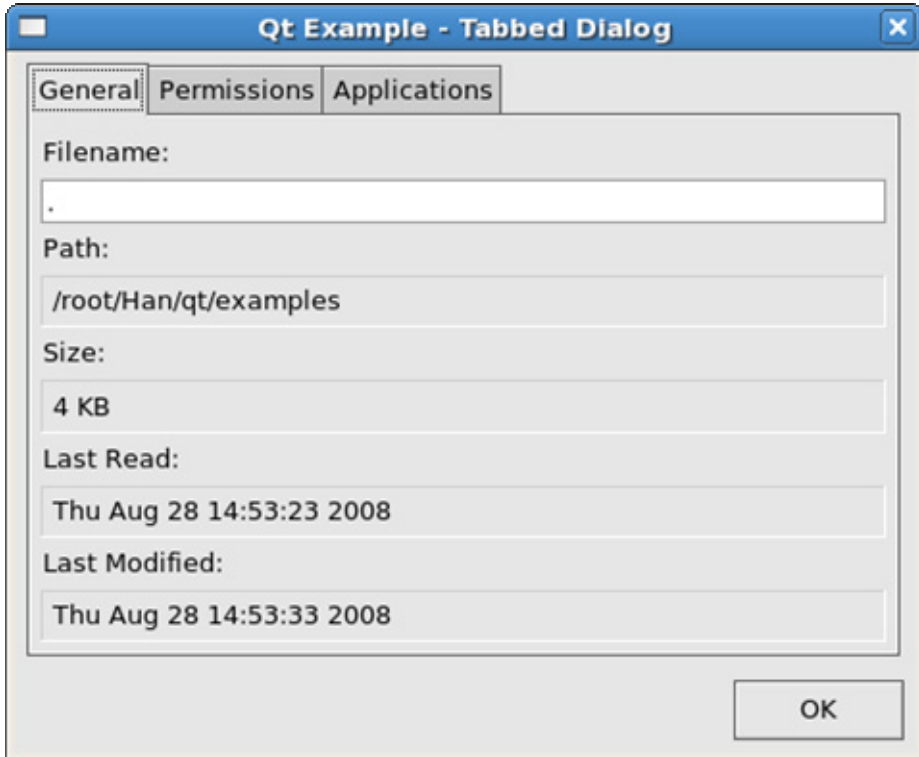 Qt Example - Tabbed Dialog
General Permissions Applications
Filename:
.
Path:
/root/Han/qt/examples
Size:
4 KB
Last Read:
Thu Aug 28 14:53:23 2008
Last Modified:
Thu Aug 28 14:53:33 2008
OK